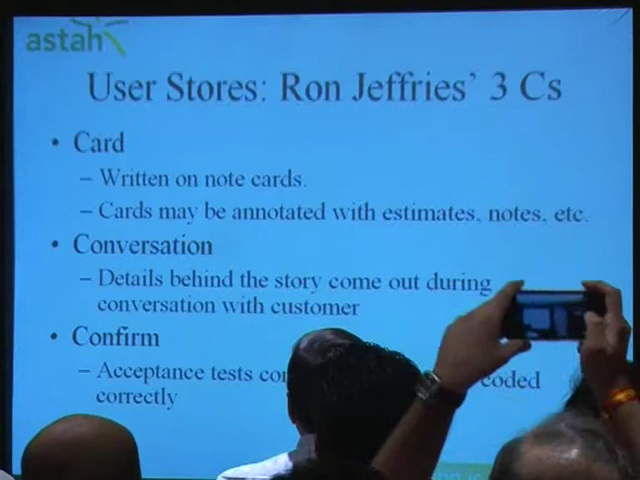 astah
User Stores: Ron Jeffries' 3 Cs
• Card
– Written on note cards.
– Cards may be annotated with estimates, notes, etc.
• Conversation
– Details behind the story come out during
conversation with customer
• Confirm
– Acceptance tests coded
correctly